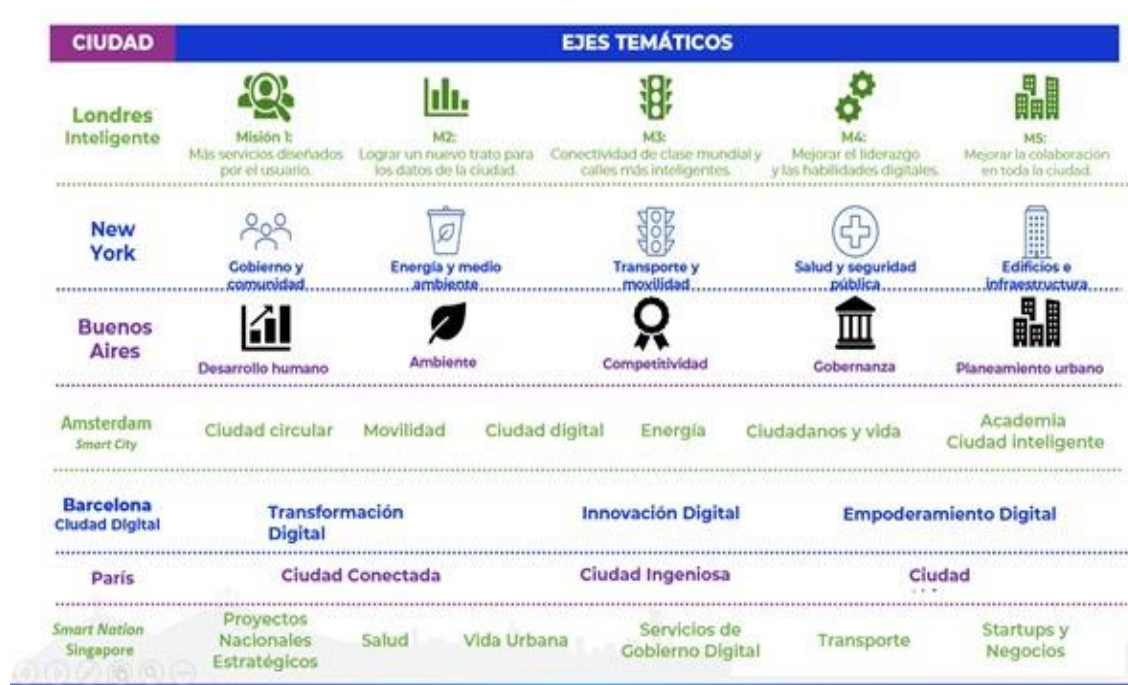 CIUDAD
EJES TEMÁTICOS
Londres
Inteligente
Misión 1:
Más servicios diseñados
por el usuario.
M2:
Lograr un nuevo trato para
los datos de la ciudad.
M3:
Conectividad de clase mundial y
calles más inteligentes.
M4:
Mejorar el liderazgo
y las habilidades digitales.
M5:
Mejorar la colaboración
en toda la ciudad.
New
York
Gobierno y
comunidad
Energía y medio
ambiente
Transporte y
movilidad
Salud y seguridad
pública
Edificios e
infraestructura
Buenos
Aires
Desarrollo humano
Ambiente
Competitividad
Gobernanza
Planeamiento urbano
Amsterdam
Smart City
Ciudad circular
Movilidad
Ciudad digital
Energía
Ciudadanos y vida
Academia
Ciudad inteligente
Barcelona
Ciudad Digital
Transformación
Digital
Innovación Digital
Empoderamiento Digital
París
Ciudad Conectada
Ciudad Ingeniosa
Ciudad
Smart Nation
Singapore
Proyectos
Nacionales
Estratégicos
Salud
Vida Urbana
Servicios de
Gobierno Digital
Transporte
Startups y
Negocios